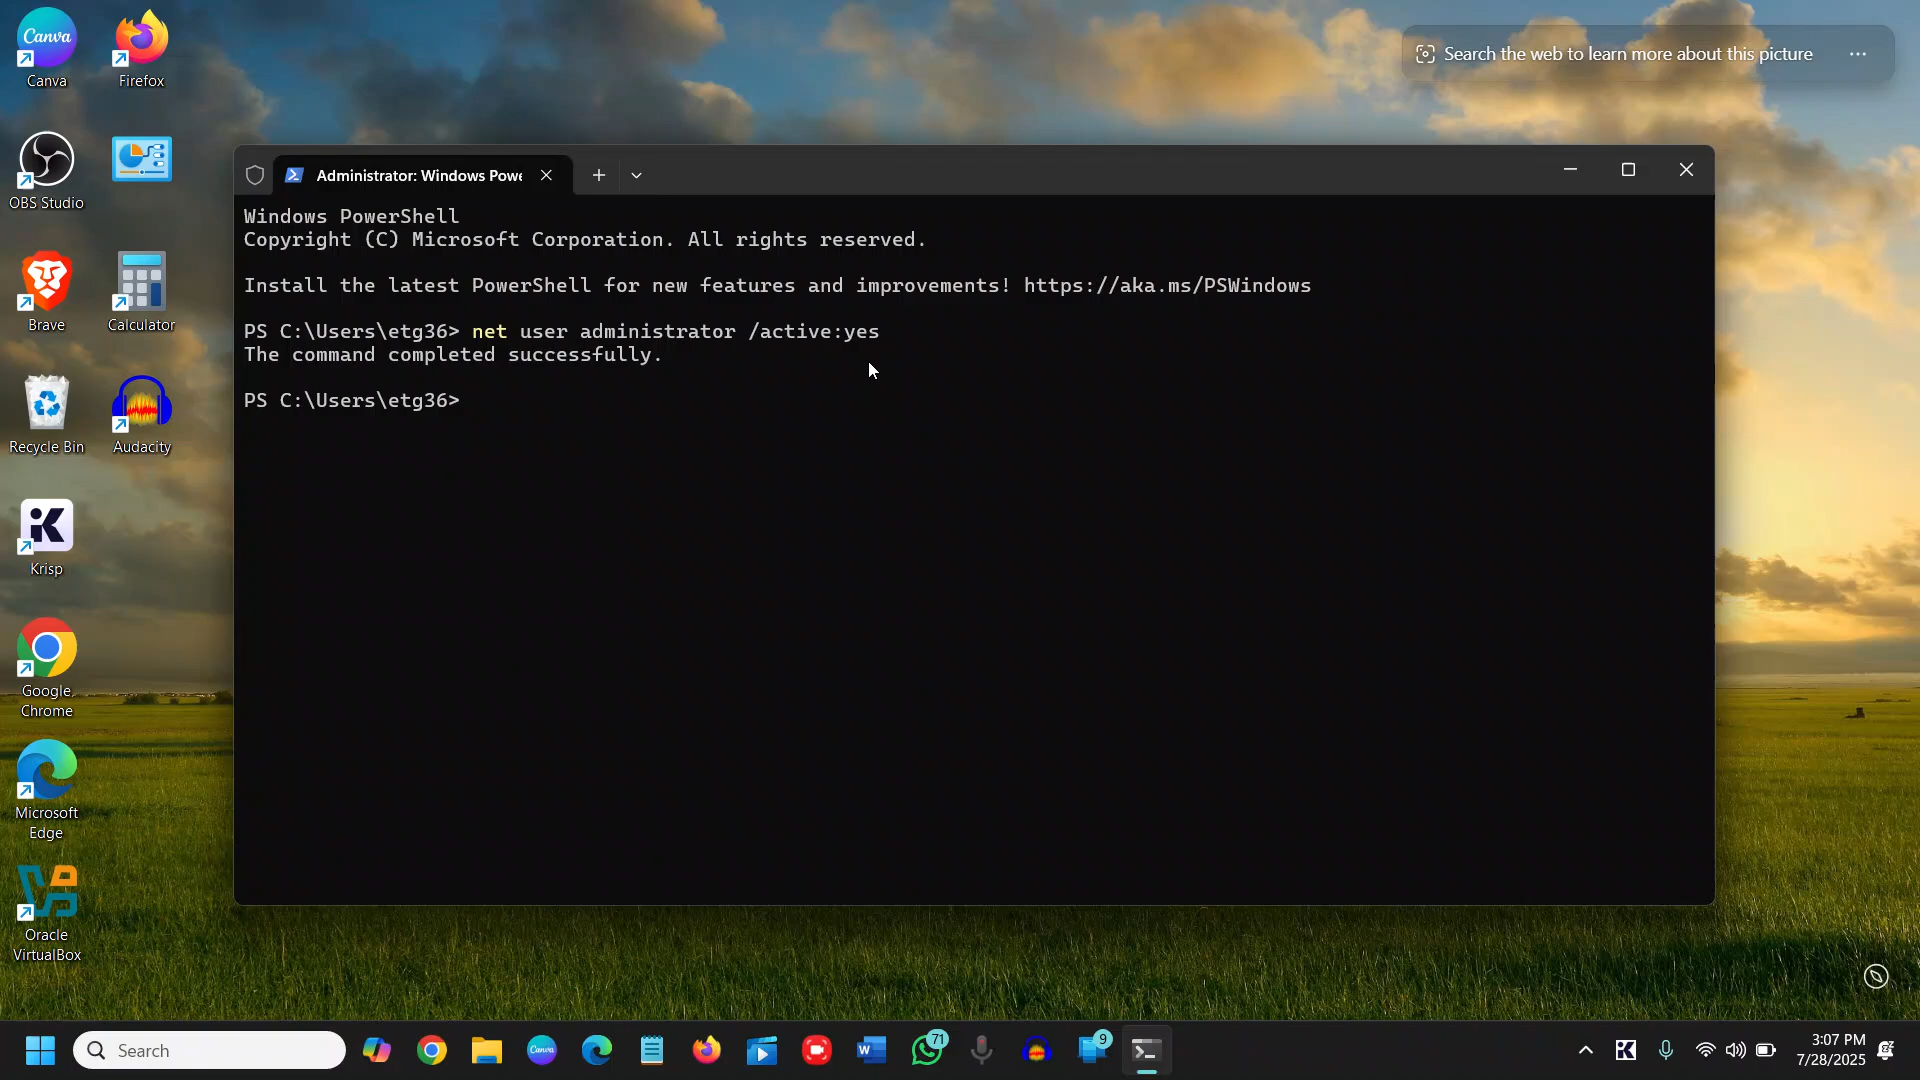 Canva
Canva
Firefox
Search the web to learn more about this picture
OBS Studio
Administrator: Windows Powe
Windows PowerShell
Copyright (C) Microsoft Corporation. All rights reserved.
Install the latest PowerShell for new features and improvements! https://aka.ms/PSWindows
PS C:\Users\etg36> net user administrator /active:yes
The command completed successfully.
PS C:\Users\etg36>
Brave
Calculator
Recycle Bin
Audacity
Krisp
Google Chrome
Microsoft Edge
Oracle VirtualBox
Search
Canva
W
71
9
3:07 PM
7/28/2025